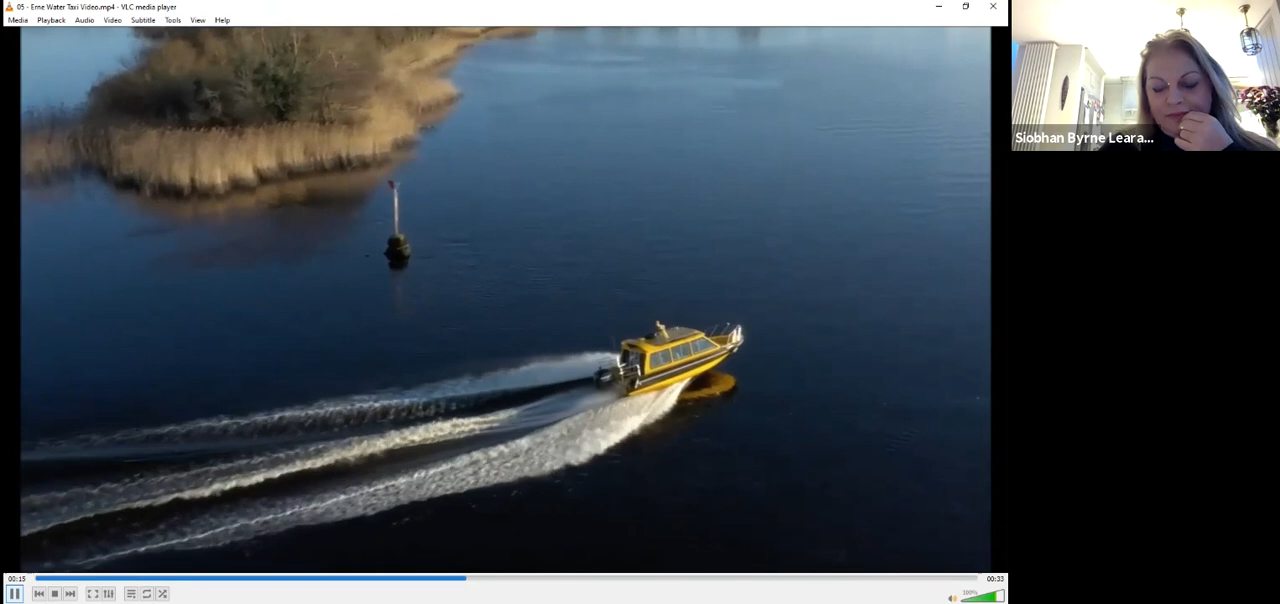 05 - Erne Water Taxi Video.mp4 - VLC media player
Media Playback Audio Video Subtitle Tools View Help
Siobhan Byrne Leara...
00:15
00:33
100%